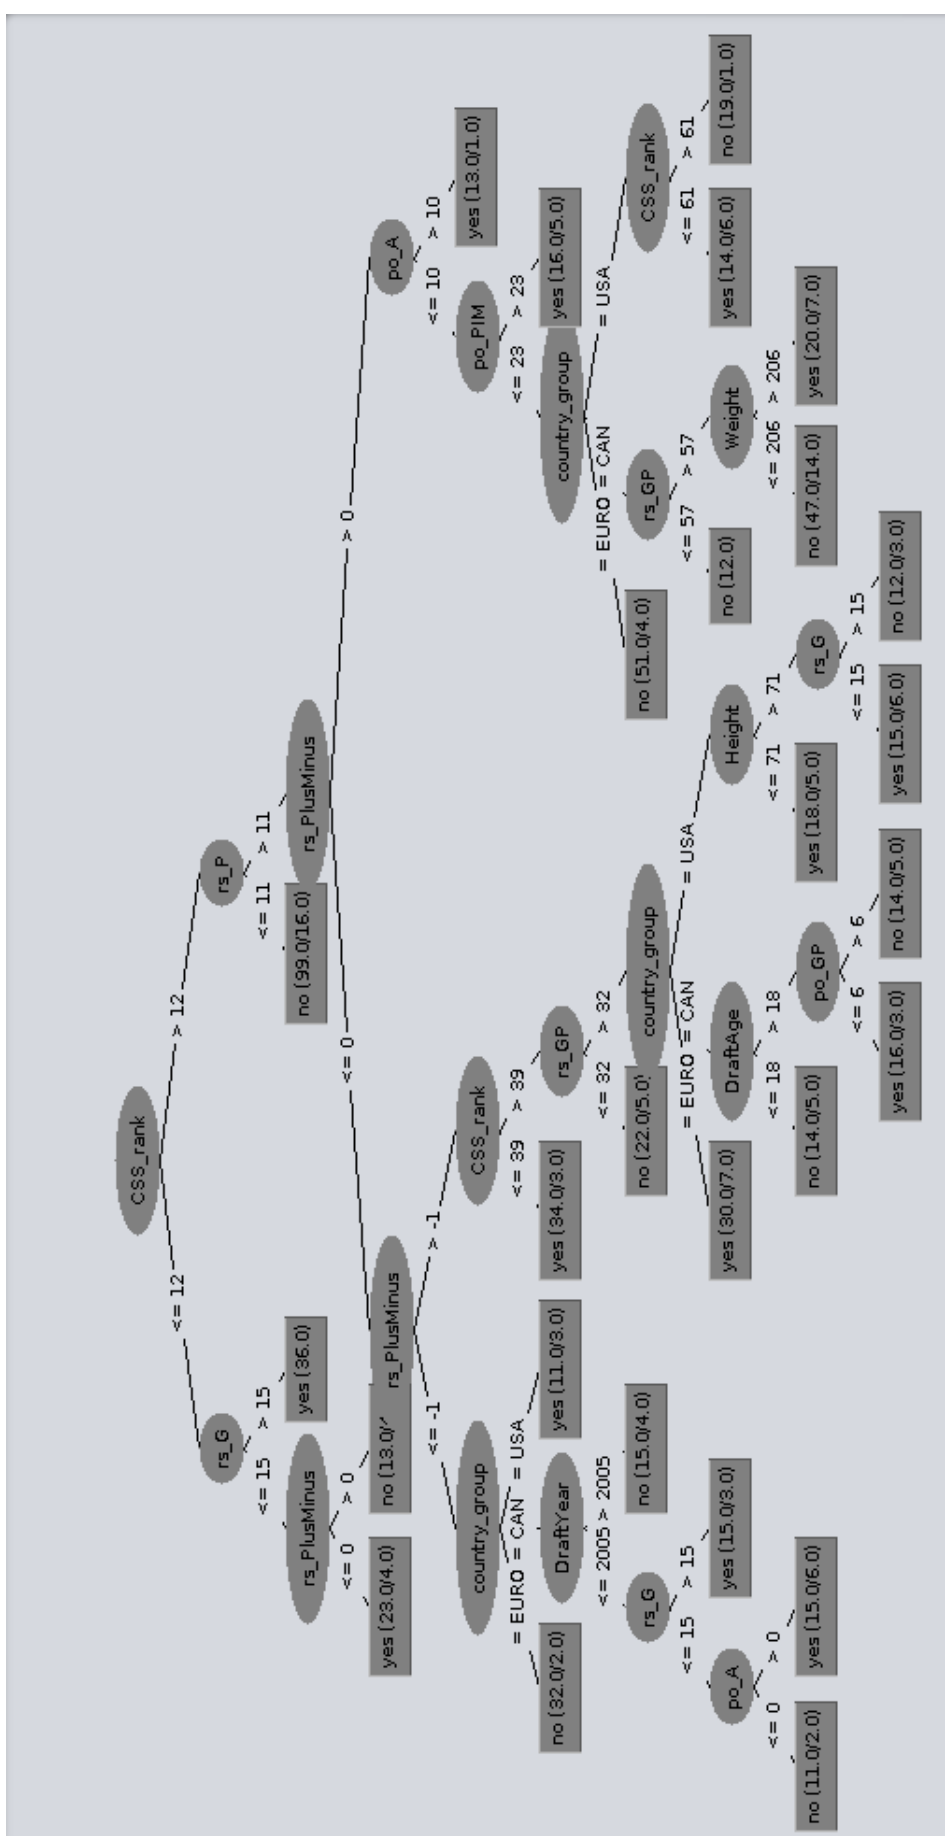 CSS_rank
<= 12
> 12
rs_G
rs_P
<= 15
> 15
<= 11
> 11
rs_PlusMinus
yes (36.0)
no (99.0/16.0)
rs_PlusMinus
<= 0
> 0
<= 0
> 0
yes (23.0/4.0)
no (13.0/
rs_PlusMinus
po_A
<= -1
> -1
<= 10
> 10
country_group
CSS_rank
po_PIM
yes (13.0/1.0)
= EURO
= CAN
= USA
<= 39
> 39
<= 23
> 23
no (32.0/2.0)
DraftYear
yes (11.0/3.0)
yes (34.0/3.0)
rs_GP
country_group
yes (16.0/5.0)
<= 2005
> 2005
<= 32
> 32
= EURO
= CAN
= USA
rs_G
no (15.0/4.0)
no (22.0/5.0)
country_group
no (51.0/4.0)
rs_GP
CSS_rank
<= 15
> 15
= EURO
= CAN
= USA
<= 57
> 57
<= 61
> 61
po_A
yes (15.0/3.0)
yes (30.0/7.0)
DraftAge
Height
no (12.0)
Weight
yes (14.0/6.0)
no (19.0/1.0)
<= 0
> 0
<= 18
> 18
<= 71
> 71
<= 206
> 206
no (11.0/2.0)
yes (15.0/6.0)
no (14.0/5.0)
po_GP
yes (18.0/5.0)
rs_G
no (47.0/14.0)
yes (20.0/7.0)
<= 6
> 6
<= 15
> 15
yes (16.0/3.0)
no (14.0/5.0)
yes (15.0/6.0)
no (12.0/3.0)